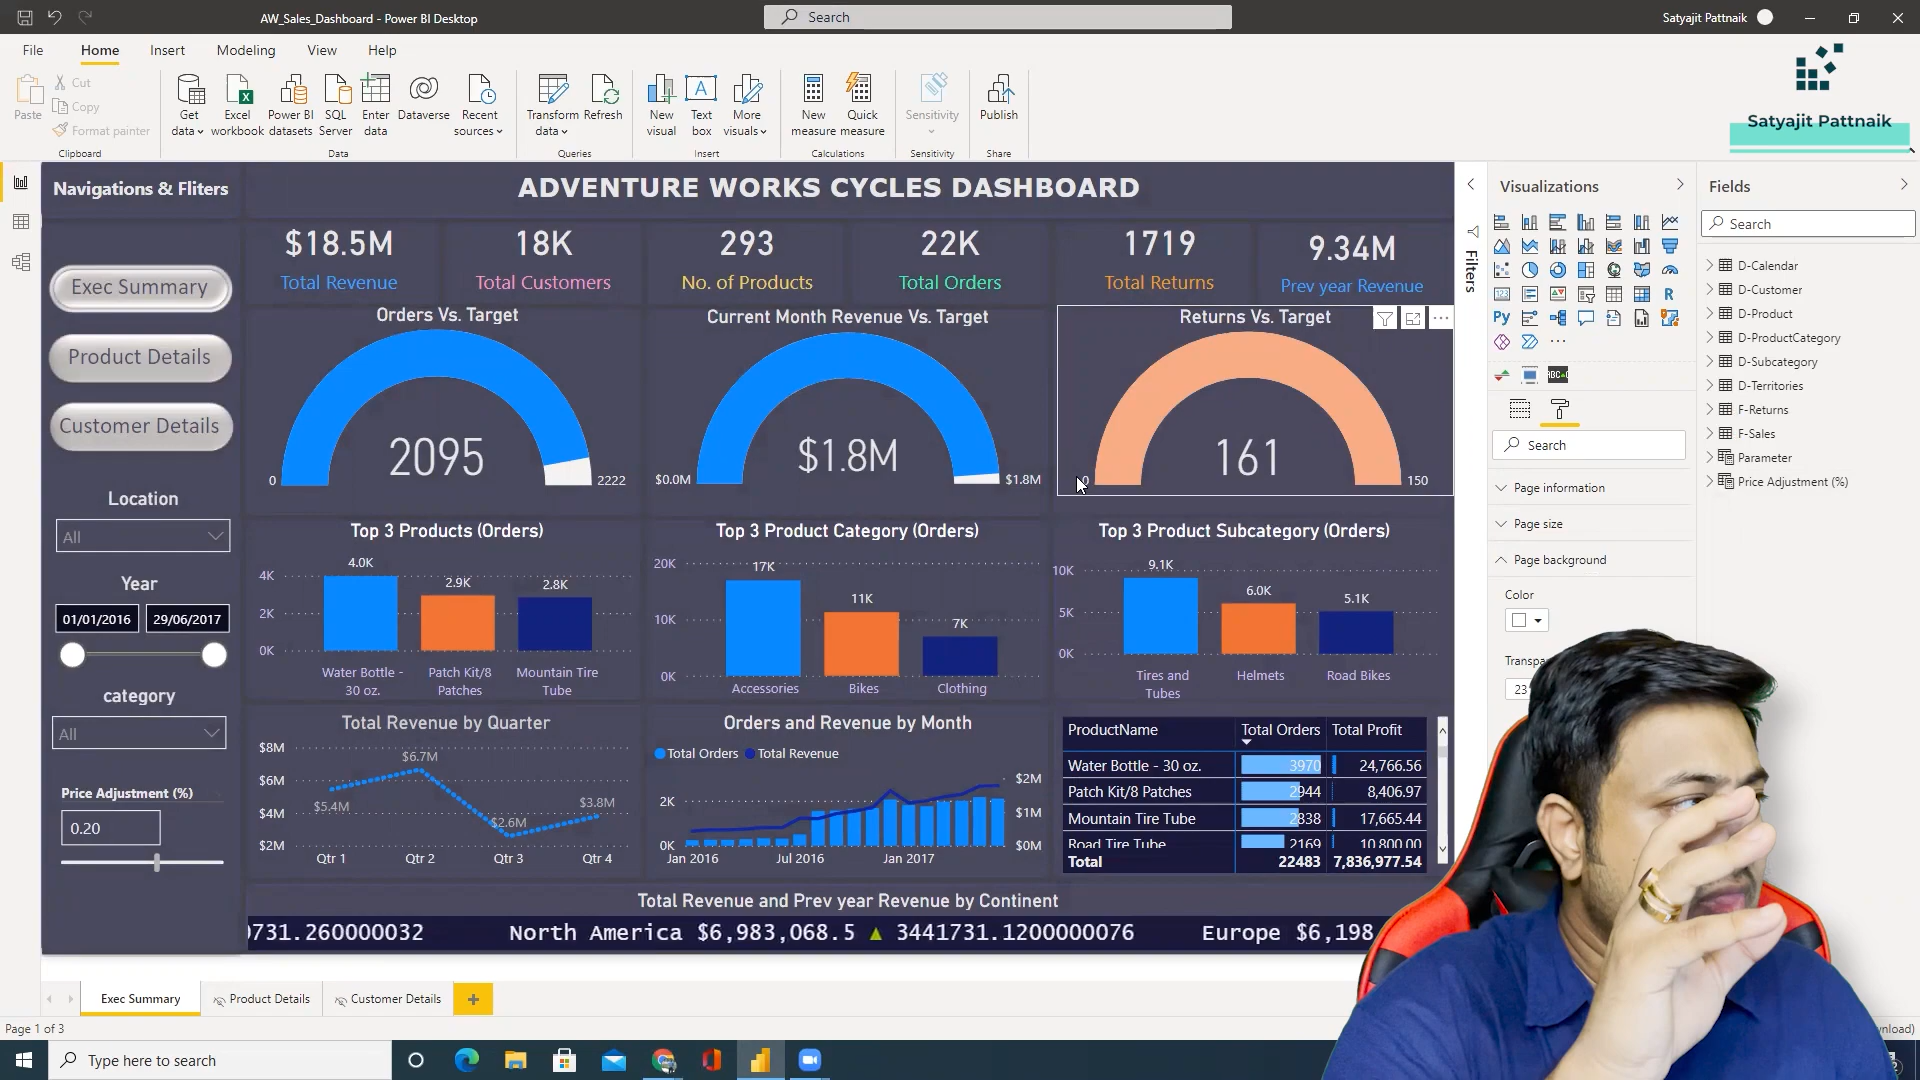 AW_Sales_Dashboard - Power BI Desktop
Search
Satyajit Pattnaik
File Home Insert Modeling View Help
Paste
Cut
Copy
Format painter
Clipboard
Get data
Excel workbook
Power BI datasets
SQL Server
Enter data
Dataverse
Recent sources
Data
Transform data
Refresh
Queries
New visual
Text box
More visuals
Insert
New measure
Quick measure
Calculations
Sensitivity
Sensitivity
Publish
Share
Satyajit Pattnaik
Navigations & Fliters
ADVENTURE WORKS CYCLES DASHBOARD
Exec Summary
Product Details
Customer Details
Location
All
Year
01/01/2016 29/06/2017
category
All
Price Adjustment (%)
0.20
$18.5M
Total Revenue
18K
Total Customers
293
No. of Products
22K
Total Orders
1719
Total Returns
9.34M
Prev year Revenue
Orders Vs. Target
2095
0 2222
Current Month Revenue Vs. Target
$1.8M
$0.0M $1.8M
Returns Vs. Target
161
0 150
Top 3 Products (Orders)
4K
2K
0K
4.0K
2.9K
2.8K
Water Bottle - 30 oz.
Patch Kit/8 Patches
Mountain Tire Tube
Top 3 Product Category (Orders)
20K
10K
0K
17K
11K
7K
Accessories Bikes Clothing
Top 3 Product Subcategory (Orders)
10K
5K
0K
9.1K
6.0K
5.1K
Tires and Tubes
Helmets
Road Bikes
Total Revenue by Quarter
$8M
$6M
$4M
$2M
$5.4M
$6.7M
$2.6M
$3.8M
Qtr 1 Qtr 2 Qtr 3 Qtr 4
Orders and Revenue by Month
Total Orders Total Revenue
2K
0K
$2M
$1M
$0M
Jan 2016 Jul 2016 Jan 2017
ProductName Total Orders Total Profit
Water Bottle - 30 oz. 3970 24,766.56
Patch Kit/8 Patches 2944 8,406.97
Mountain Tire Tube 2838 17,665.44
Road Tire Tube 2169 10,800.00
Total 22483 7,836,977.54
Total Revenue and Prev year Revenue by Continent
731.260000032 North America $6,983,068.5 ▲ 3441731.1200000076 Europe $6,198
Filters
Visualizations
Search
Page information
Page size
Page background
Color
23
Fields
Search
D-Calendar
D-Customer
D-Product
D-ProductCategory
D-Subcategory
D-Territories
F-Returns
F-Sales
Parameter
Price Adjustment (%)
Exec Summary Product Details Customer Details
Page 1 of 3
Type here to search